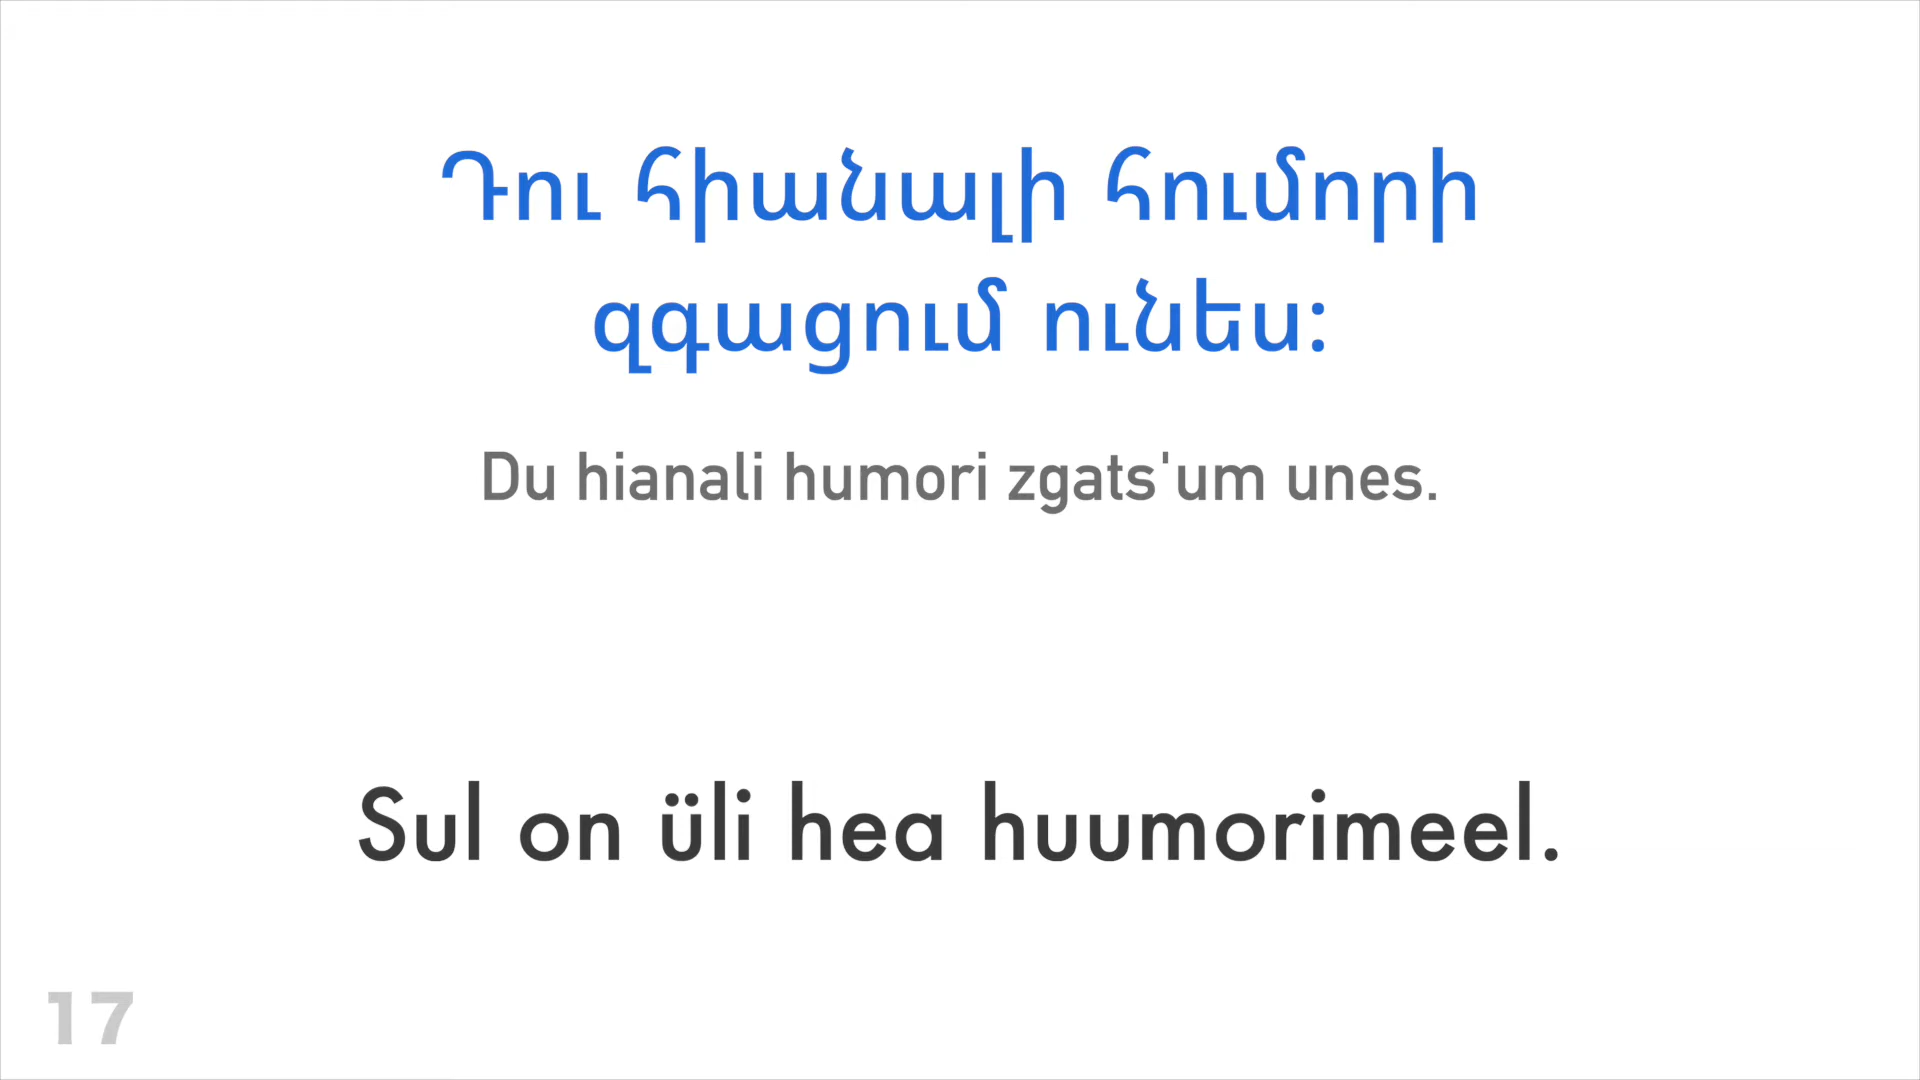 Դու հիանալի հումորի
զգացում ունես:
Du hianali humori zgats'um unes.
Sul on üli hea huumorimeel.
17